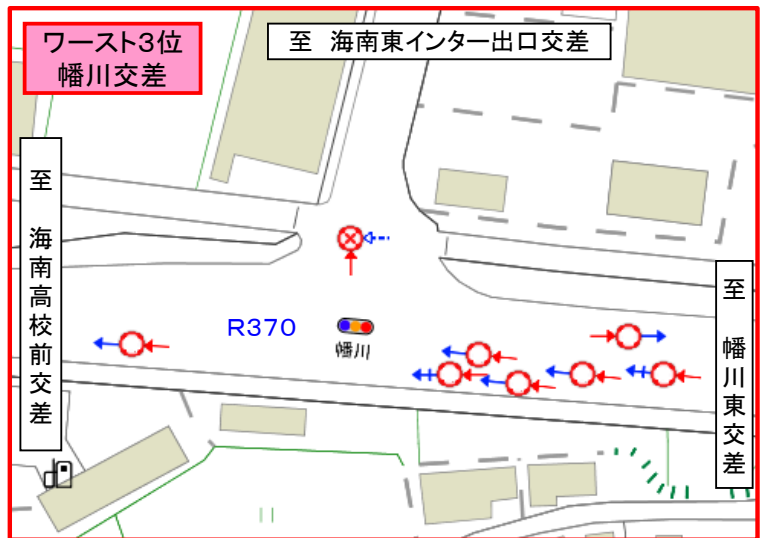 ワースト3位
幡川交差
至 海南東インター出口交差
至 海南高校前交差
R370
幡川
至 幡川東交差